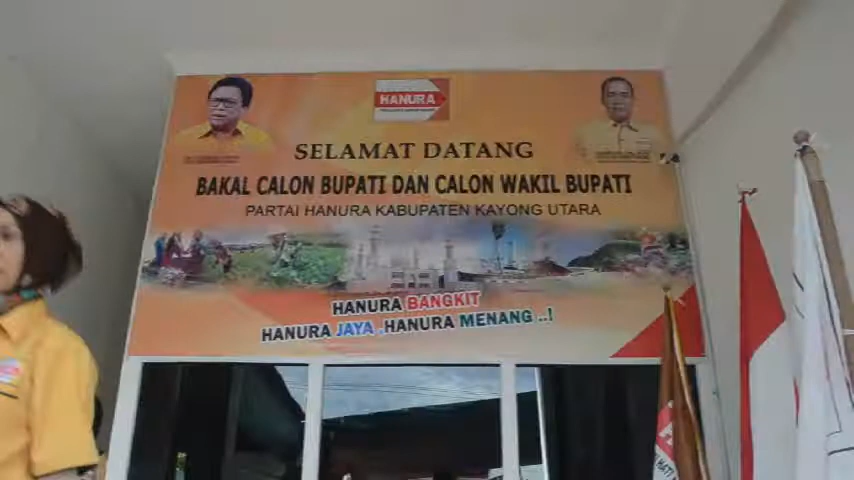 HANURA
SELAMAT DATANG
BAKAL CALON BUPATI DAN CALON WAKIL BUPATI
PARTAI HANURA KABUPATEN KAYONG UTARA
HANURA BANGKIT
HANURA JAYA .HANURA MENANG ..!